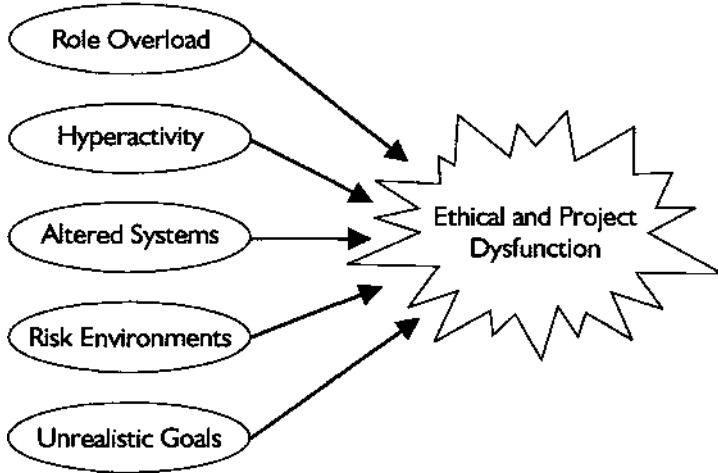 Role Overload
Hyperactivity
Altered Systems
Risk Environments
Unrealistic Goals
Ethical and Project
Dysfunction